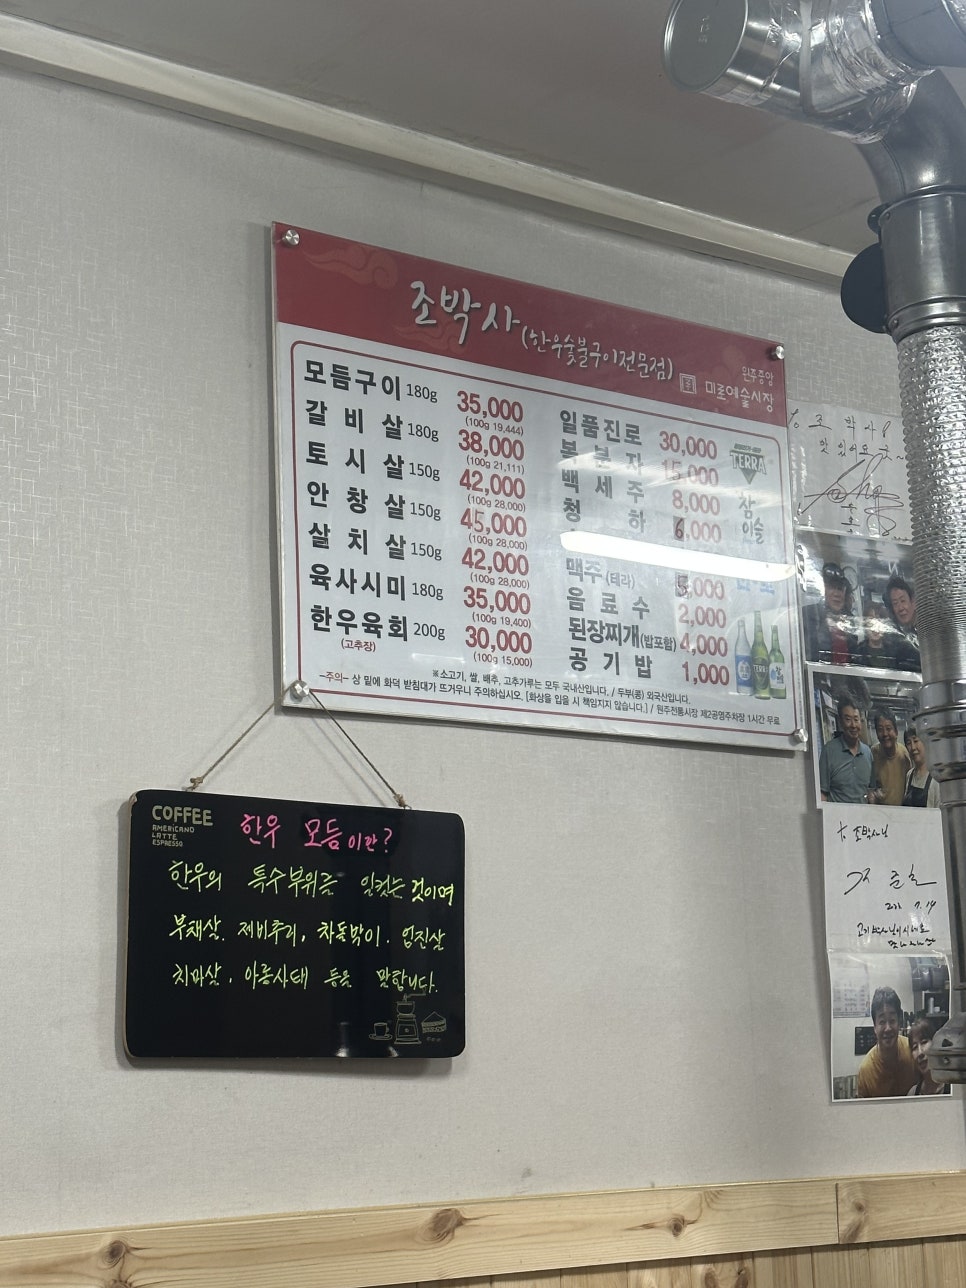 조박사 (한우숯불구이전문점)
원주중앙
미로예술시장
모듬구이 180g 35,000
(100g 19,444)
갈비살 180g 38,000
(100g 21,111)
토시살 150g 42,000
(100g 28,000)
안창살 150g 45,000
(100g 28,000)
살치살 150g 42,000
(100g 28,000)
육사시미 180g 35,000
(100g 19,400)
한우육회 200g 30,000
(고추장) (100g 15,000)
일품진로 30,000
복분자 15,000
백세주 8,000
청하 6,000
맥주(테라) 5,000
음료수 2,000
된장찌개(밥포함) 4,000
공기밥 1,000
TERRA
참
이슬
※소고기, 쌀, 배추, 고추가루는 모두 국내산입니다. / 두부(콩) 외국산입니다.
-주의- 상 밑에 화덕 받침대가 뜨거우니 주의하십시오. [화상을 입을 시 책임지지 않습니다.] / 원주전통시장 제2공영주차장 1시간 무료
COFFEE
AMERICANO
LATTE
ESPRESSO
한우 모듬이란?
한우의 특수부위를 일컫는 것이며
부채살, 제비추리, 차돌박이, 업진살
치마살, 아롱사태 등을 말합니다.
조박사
맛있어요
조박사님